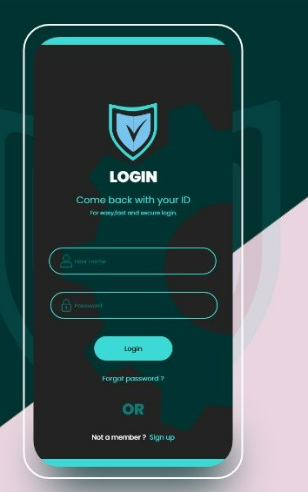 LOGIN
Come back with your ID
For easy,fast and secure login.
User name
Password
Login
Forgot password ?
OR
Not a member ? Sign up